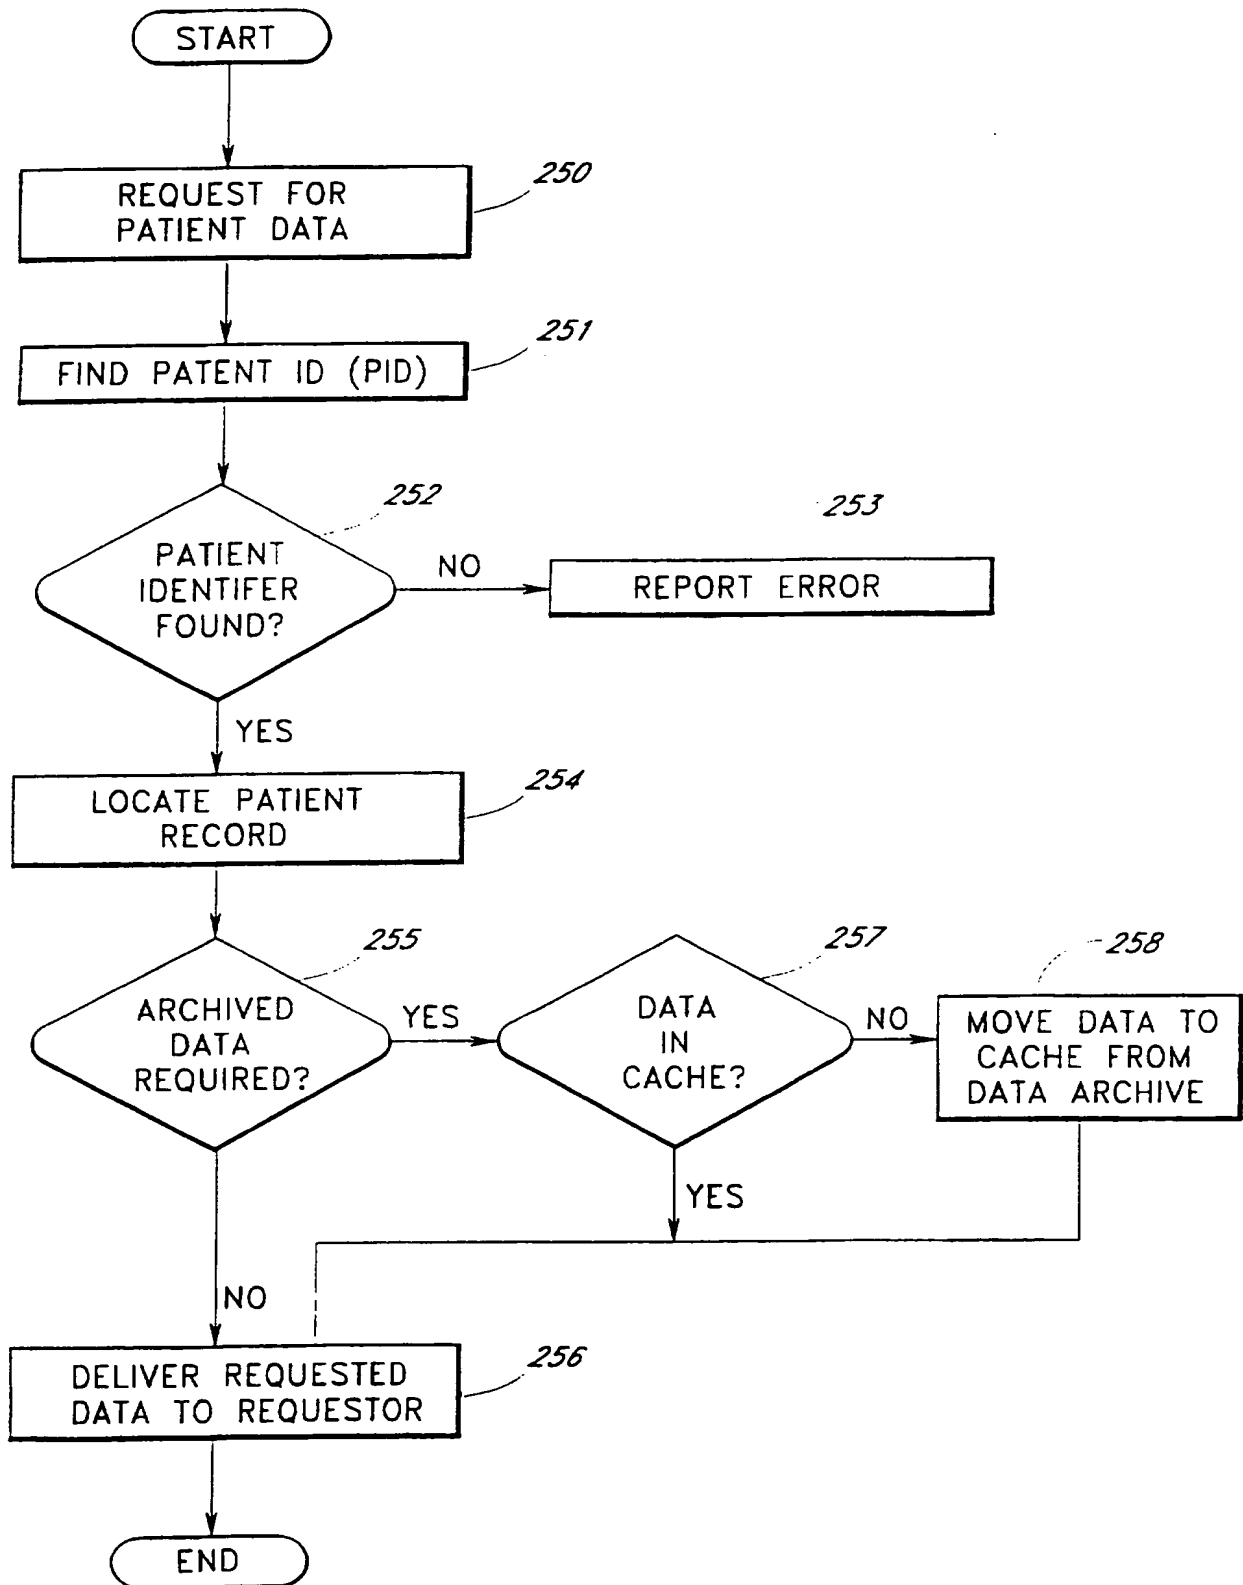 START
250
REQUEST FOR
PATIENT DATA
251
FIND PATENT ID (PID)
252
PATIENT
IDENTIFER
FOUND?
NO
253
REPORT ERROR
YES
254
LOCATE PATIENT
RECORD
255
ARCHIVED
DATA
REQUIRED?
YES
257
DATA
IN
CACHE?
NO
258
MOVE DATA TO
CACHE FROM
DATA ARCHIVE
YES
NO
256
DELIVER REQUESTED
DATA TO REQUESTOR
END